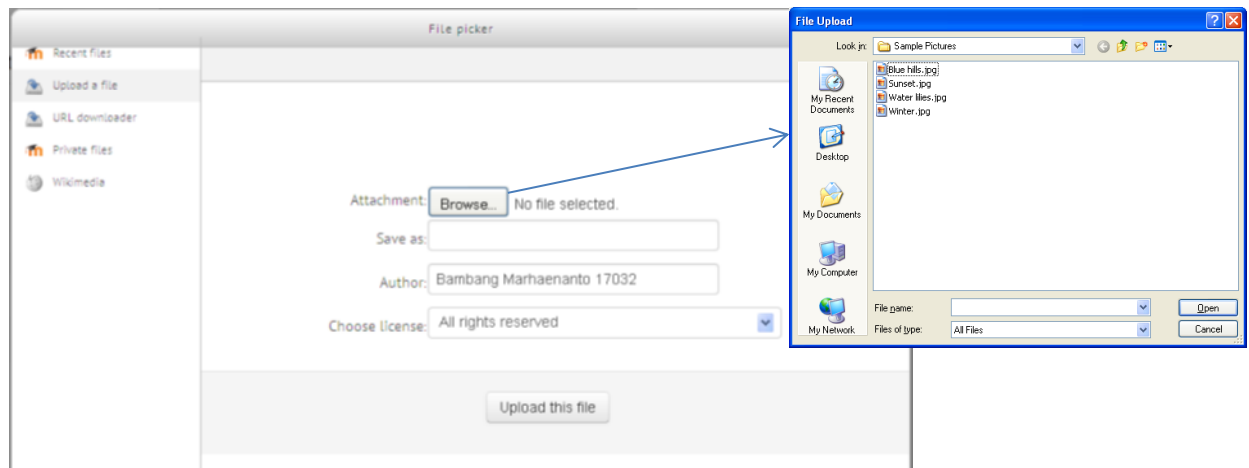 File picker
Recent files
Upload a file
URL downloader
Private files
Wikimedia
Attachment: Browse... No file selected.
Save as:
Author: Bambang Marhaenanto 17032
Choose license: All rights reserved
Upload this file
File Upload
Look in: Sample Pictures
My Recent Documents
Desktop
My Documents
My Computer
My Network
Blue hills.jpg
Sunset.jpg
Water lilies.jpg
Winter.jpg
File name: Open
Files of type: All Files Cancel